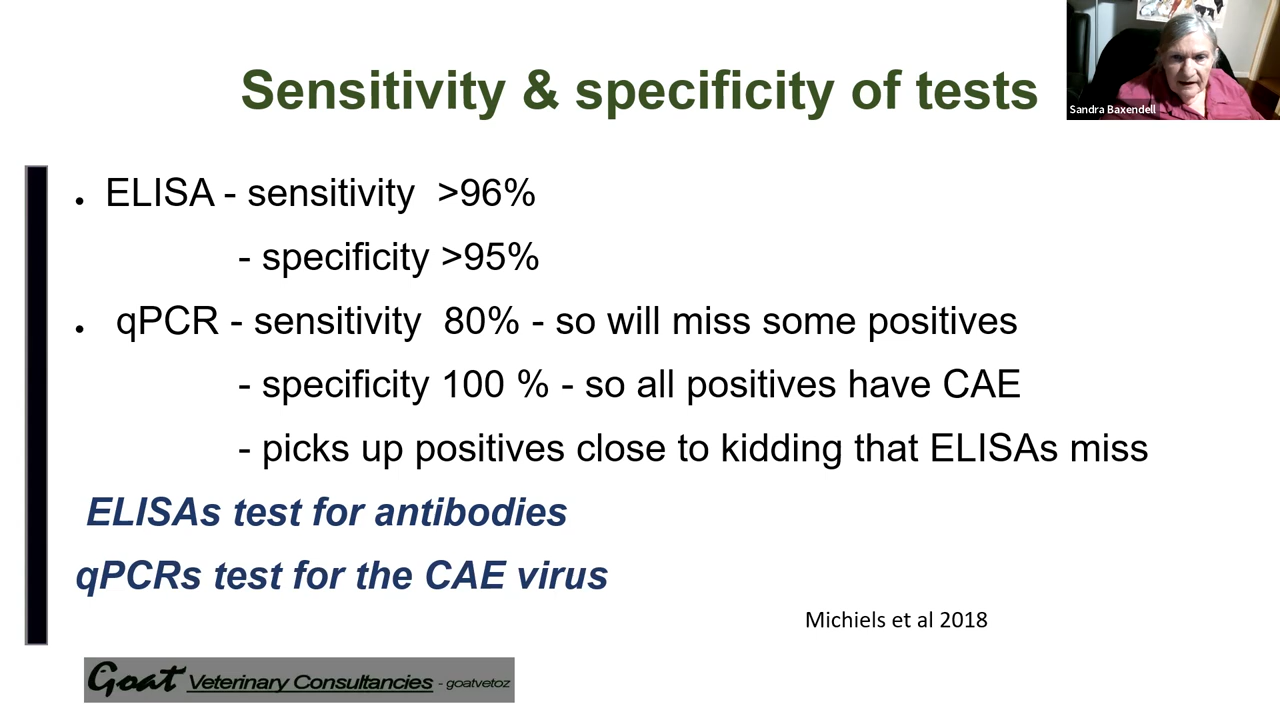 Sensitivity & specificity of tests
Sandra Baxendell
• ELISA - sensitivity >96%
- specificity >95%
• qPCR - sensitivity 80% - so will miss some positives
- specificity 100 % - so all positives have CAE
- picks up positives close to kidding that ELISAs miss
ELISAs test for antibodies
qPCRs test for the CAE virus
Michiels et al 2018
Goat Veterinary Consultancies - goatvetoz